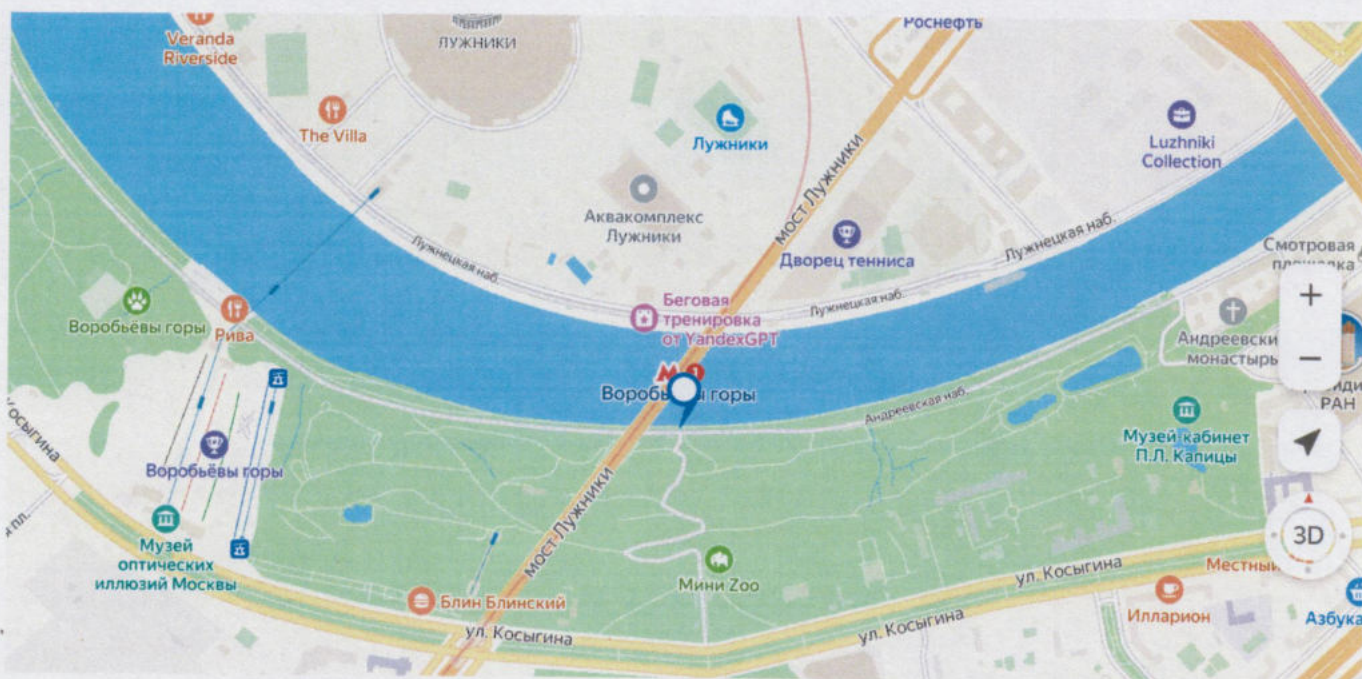 Veranda
Riverside
ЛУЖНИКИ
Роснефть
The Villa
Лужники
мост Лужники
Luzhniki
Collection
Аквакомплекс
Лужники
Дворец тенниса
Лужнецкая наб.
Лужнецкая наб.
Лужнецкая наб.
Смотровая
Воробьёвы горы
Рива
Беговая
тренировка
от YandexGPT
М 1
горы
Андреевская наб.
монастырь
+
−
РАН
Косыгина
Воробьёвы горы
Музей кабинет
П.Л. Капицы
мост Лужники
3D
Музей
оптических
иллюзий Москвы
Мини Zoo
Блин Блинский
ул. Косыгина
ул. Косыгина
ул. Косыгина
Местный
Илларион
Азбука